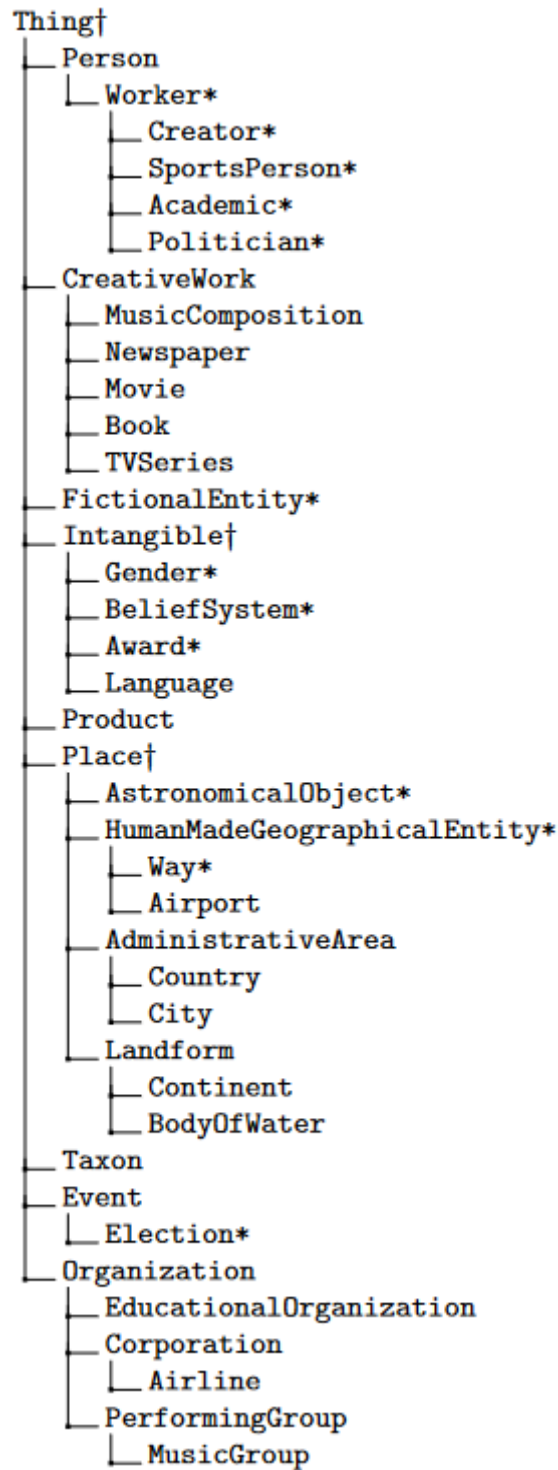 Thing†
Person
Worker*
Creator*
SportsPerson*
Academic*
Politician*
CreativeWork
MusicComposition
Newspaper
Movie
Book
TVSeries
FictionalEntity*
Intangible†
Gender*
BeliefSystem*
Award*
Language
Product
Place†
AstronomicalObject*
HumanMadeGeographicalEntity*
Way*
Airport
AdministrativeArea
Country
City
Landform
Continent
BodyOfWater
Taxon
Event
Election*
Organization
EducationalOrganization
Corporation
Airline
PerformingGroup
MusicGroup